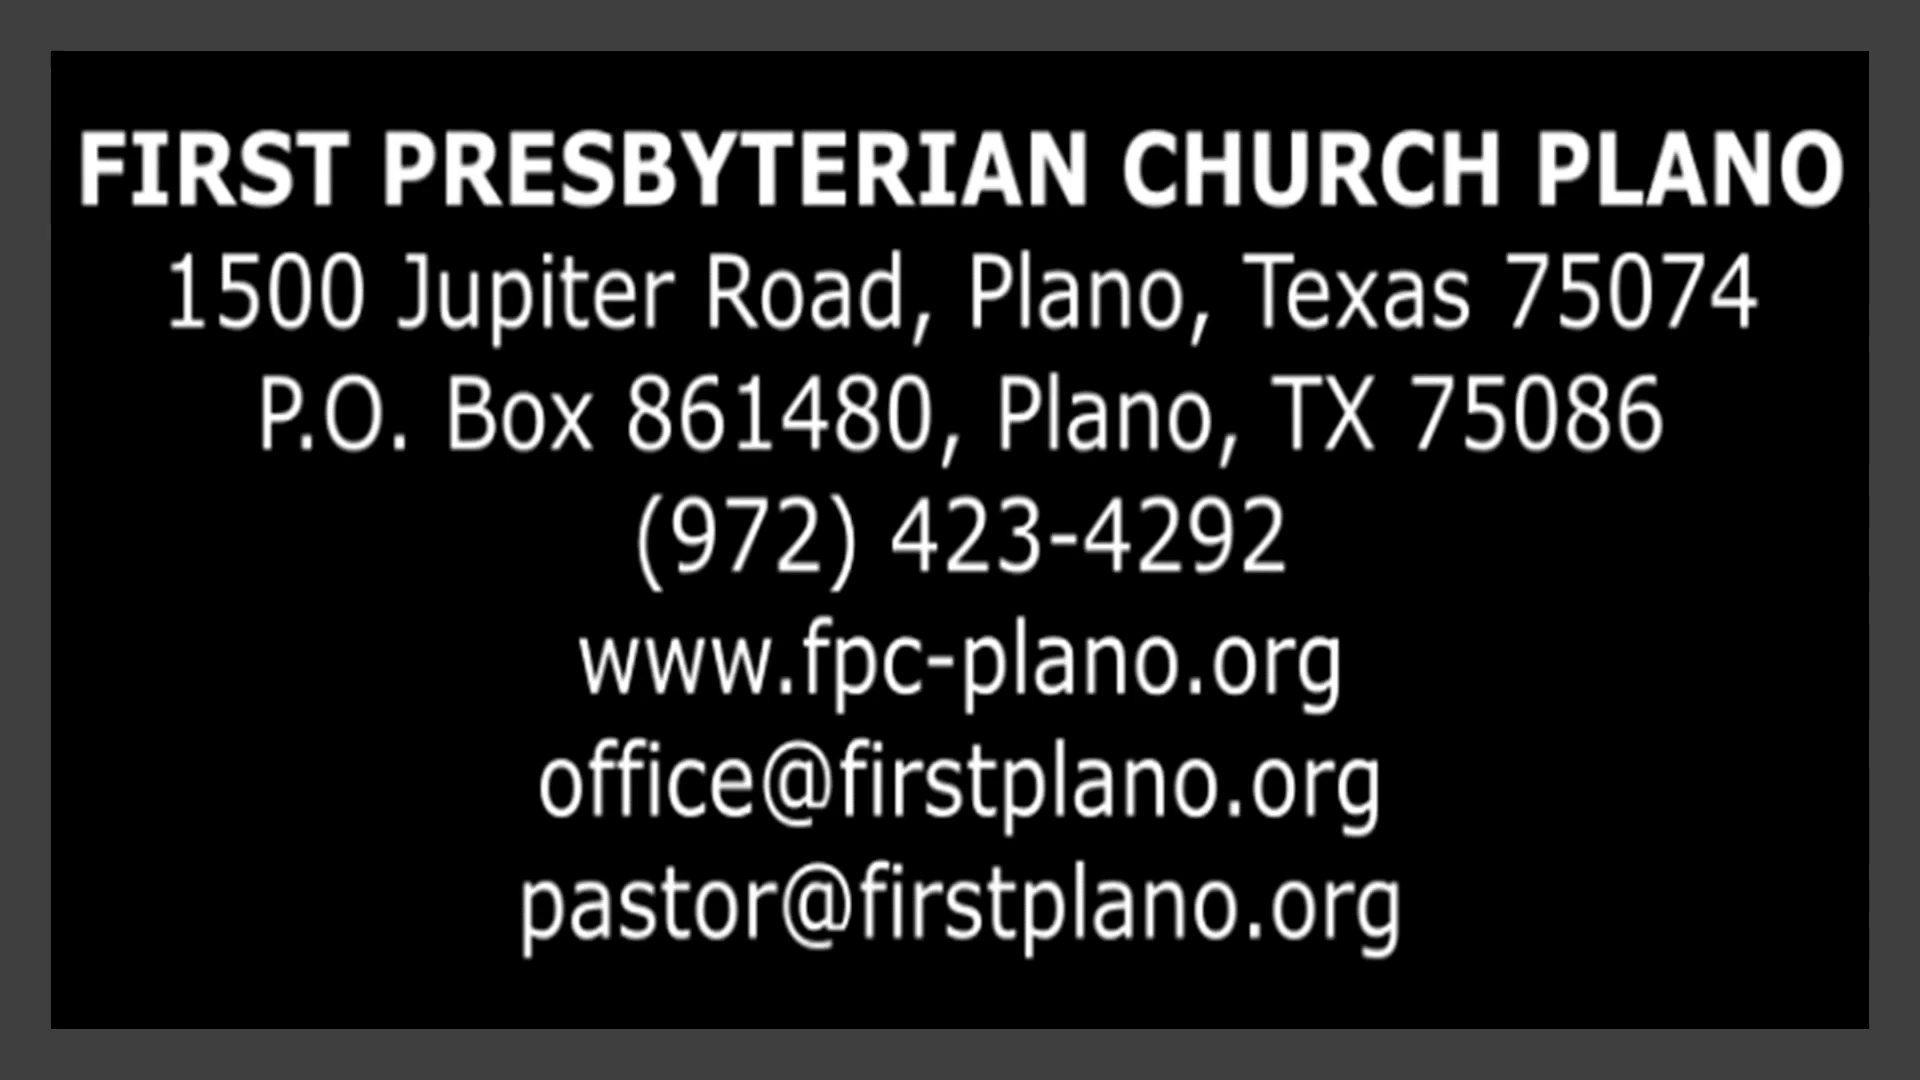 FIRST PRESBYTERIAN CHURCH PLANO
1500 Jupiter Road, Plano, Texas 75074
P.O. Box 861480, Plano, TX 75086
(972) 423-4292
www.fpc-plano.org
office@firstplano.org
pastor@firstplano.org